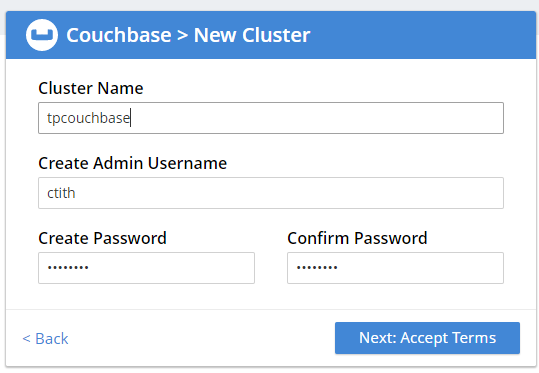 Couchbase > New Cluster
Cluster Name
tpcouchbase
Create Admin Username
ctith
Create Password Confirm Password
•••••••• ••••••••
< Back Next: Accept Terms